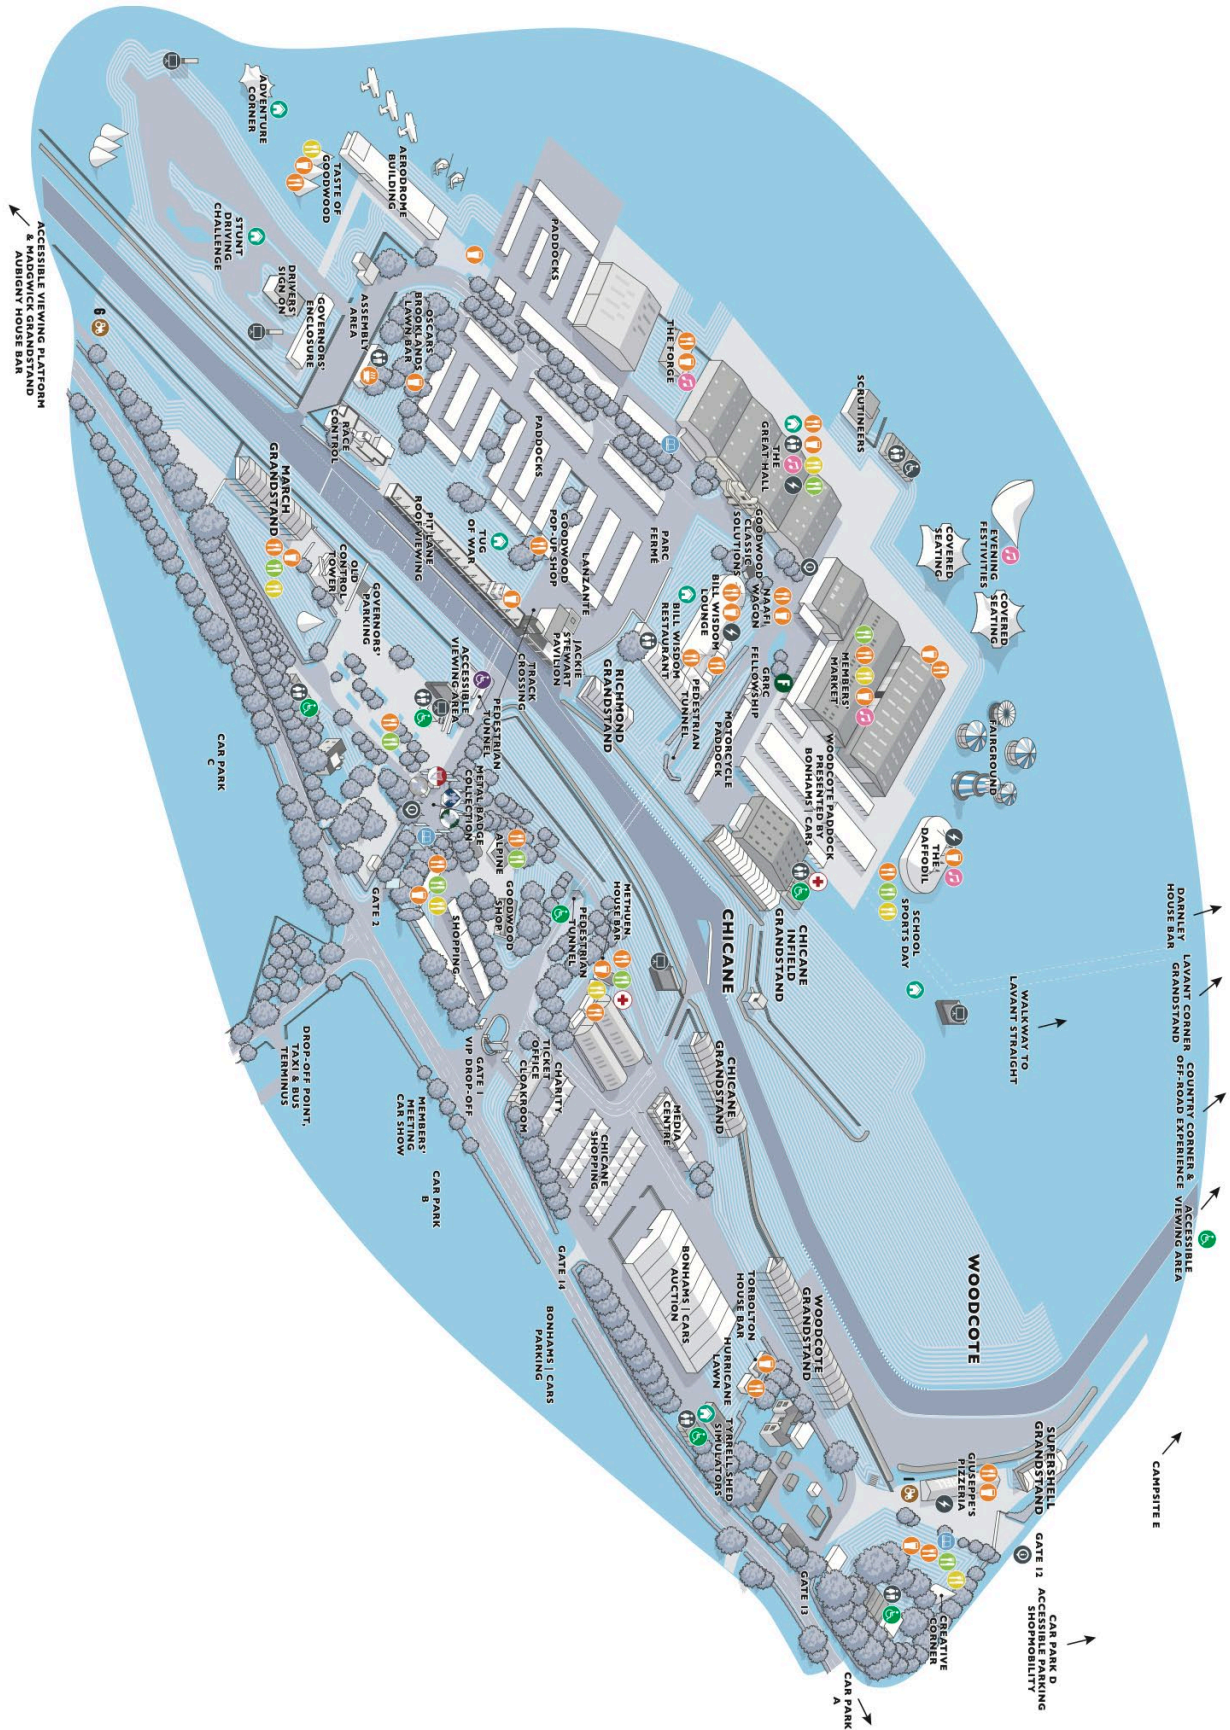 ADVENTURE
CORNER
TASTE OF
GOODWOOD
AERODROME
BUILDING
STUNT
DRIVING
CHALLENGE
DRIVERS'
SIGN ON
GOVERNORS'
ENCLOSURE
ASSEMBLY
AREA
OSCARS'
BROOKLANDS
LAWN BAR
PADDOCKS
THE FORGE
SCRUTINEERS
ACCESSIBLE VIEWING PLATFORM
& MADGWICK GRANDSTAND
AUBIGNY HOUSE BAR
9
RACE
CONTROL
MARCH
GRANDSTAND
PIT LANE
ROOF VIEWING
PADDOCKS
TUG
OF WAR
GOODWOOD
POP-UP SHOP
LANZANTE
PARC
FERMÉ
THE
GREAT HALL
GOODWOOD
CLASSIC
SOLUTIONS
COVERED
SEATING
EVENING
FESTIVITIES
COVERED
SEATING
OLD
CONTROL
TOWER
GOVERNORS'
PARKING
NAAFI
WAGON
BILL WISDOM
LOUNGE
BILL WISDOM
RESTAURANT
GRRC
FELLOWSHIP
F
MEMBERS'
MARKET
FAIRGROUND
JACKIE
STEWART
PAVILION
TRACK
CROSSING
RICHMOND
GRANDSTAND
PEDESTRIAN
TUNNEL
MOTORCYCLE
PADDOCK
WOODCOTE PADDOCK
PRESENTED BY
BONHAMS | CARS
ACCESSIBLE
VIEWING AREA
PEDESTRIAN
TUNNEL
CAR PARK
C
METAL BADGE
COLLECTION
ALPINE
GOODWOOD
SHOP
SHOPPING
GATE 2
METHUEN
HOUSE BAR
PEDESTRIAN
TUNNEL
CHICANE
CHICANE
INFIELD
GRANDSTAND
THE
DAFFODIL
SCHOOL
SPORTS DAY
DARNLEY
HOUSE BAR
LAVANT CORNER
GRANDSTAND
COUNTRY CORNER &
OFF-ROAD EXPERIENCE
ACCESSIBLE
VIEWING AREA
WALKWAY TO
LAVANT STRAIGHT
DROP-OFF POINT,
TAXI & BUS
TERMINUS
GATE 1
VIP DROP-OFF
TICKET
OFFICE
CHARITY
CLOAKROOM
MEMBERS'
MEETING
CAR SHOW
CAR PARK
B
CHICANE
GRANDSTAND
MEDIA
CENTRE
CHICANE
SHOPPING
GATE 14
BONHAMS | CARS
PARKING
BONHAMS | CARS
AUCTION
TORBOLTON
HOUSE BAR
HURRICANE
LAWN
WOODCOTE
GRANDSTAND
WOODCOTE
TYRRELL SHED
SIMULATORS
SUPERSHELL
GRANDSTAND
GIUSEPPE'S
PIZZERIA
1
CAMPSITE E
GATE 12
CAR PARK D
ACCESSIBLE PARKING
SHOPMOBILITY
GATE 13
CREATIVE
CORNER
CAR PARK
A